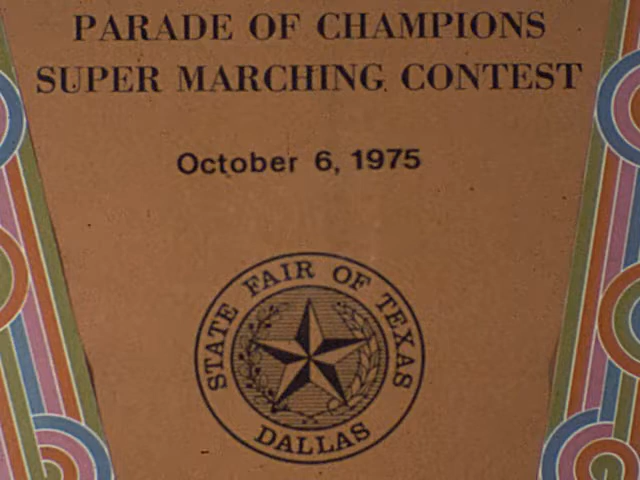 PARADE OF CHAMPIONS
SUPER MARCHING CONTEST
October 6, 1975
STATE FAIR OF TEXAS
DALLAS